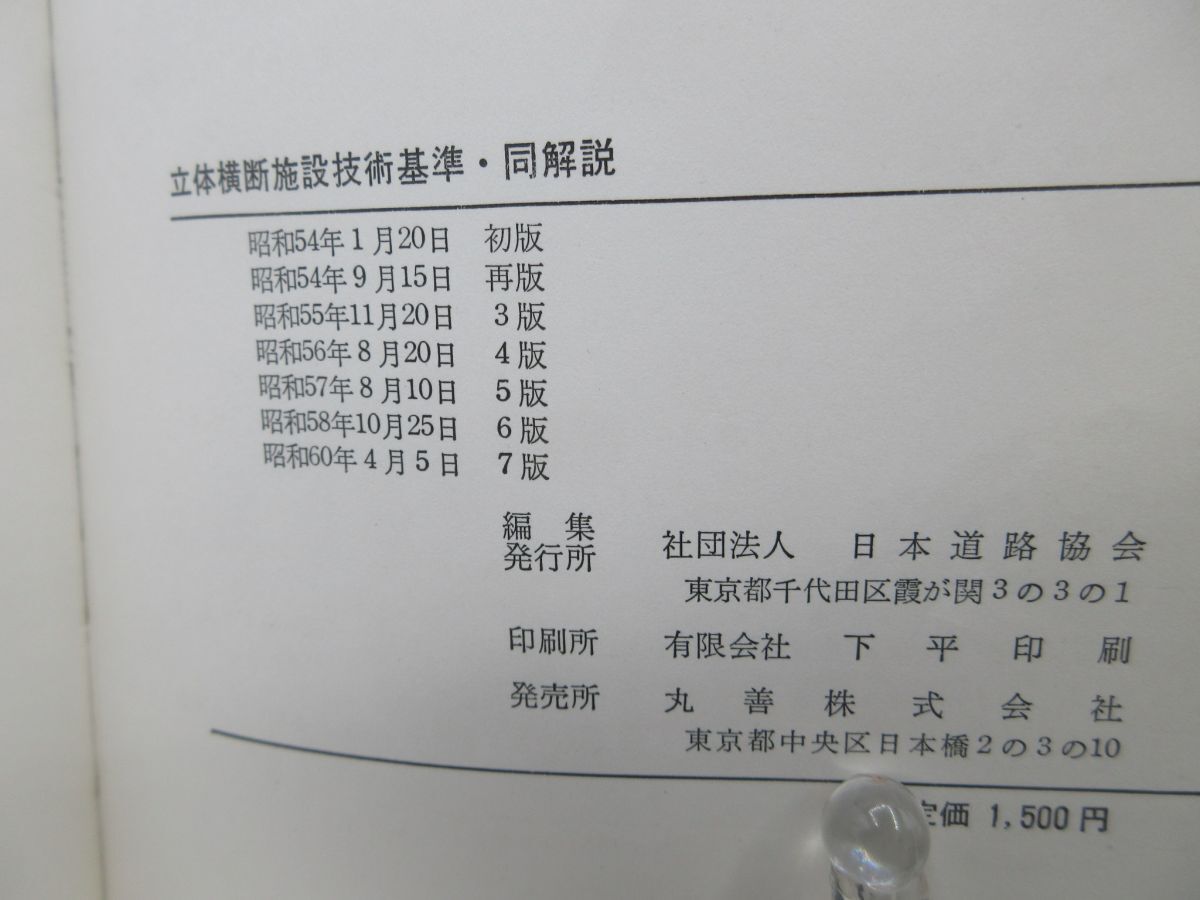 立体横断施設技術基準・同解説
昭和54年1月20日 初版
昭和54年9月15日 再版
昭和55年11月20日 3版
昭和56年8月20日 4版
昭和57年8月10日 5版
昭和58年10月25日 6版
昭和60年4月5日 7版
編集
発行所 社団法人 日本道路協会
東京都千代田区霞が関3の3の1
印刷所 有限会社 下平印刷
発売所 丸善株式会社
東京都中央区日本橋2の3の10
定価 1,500円